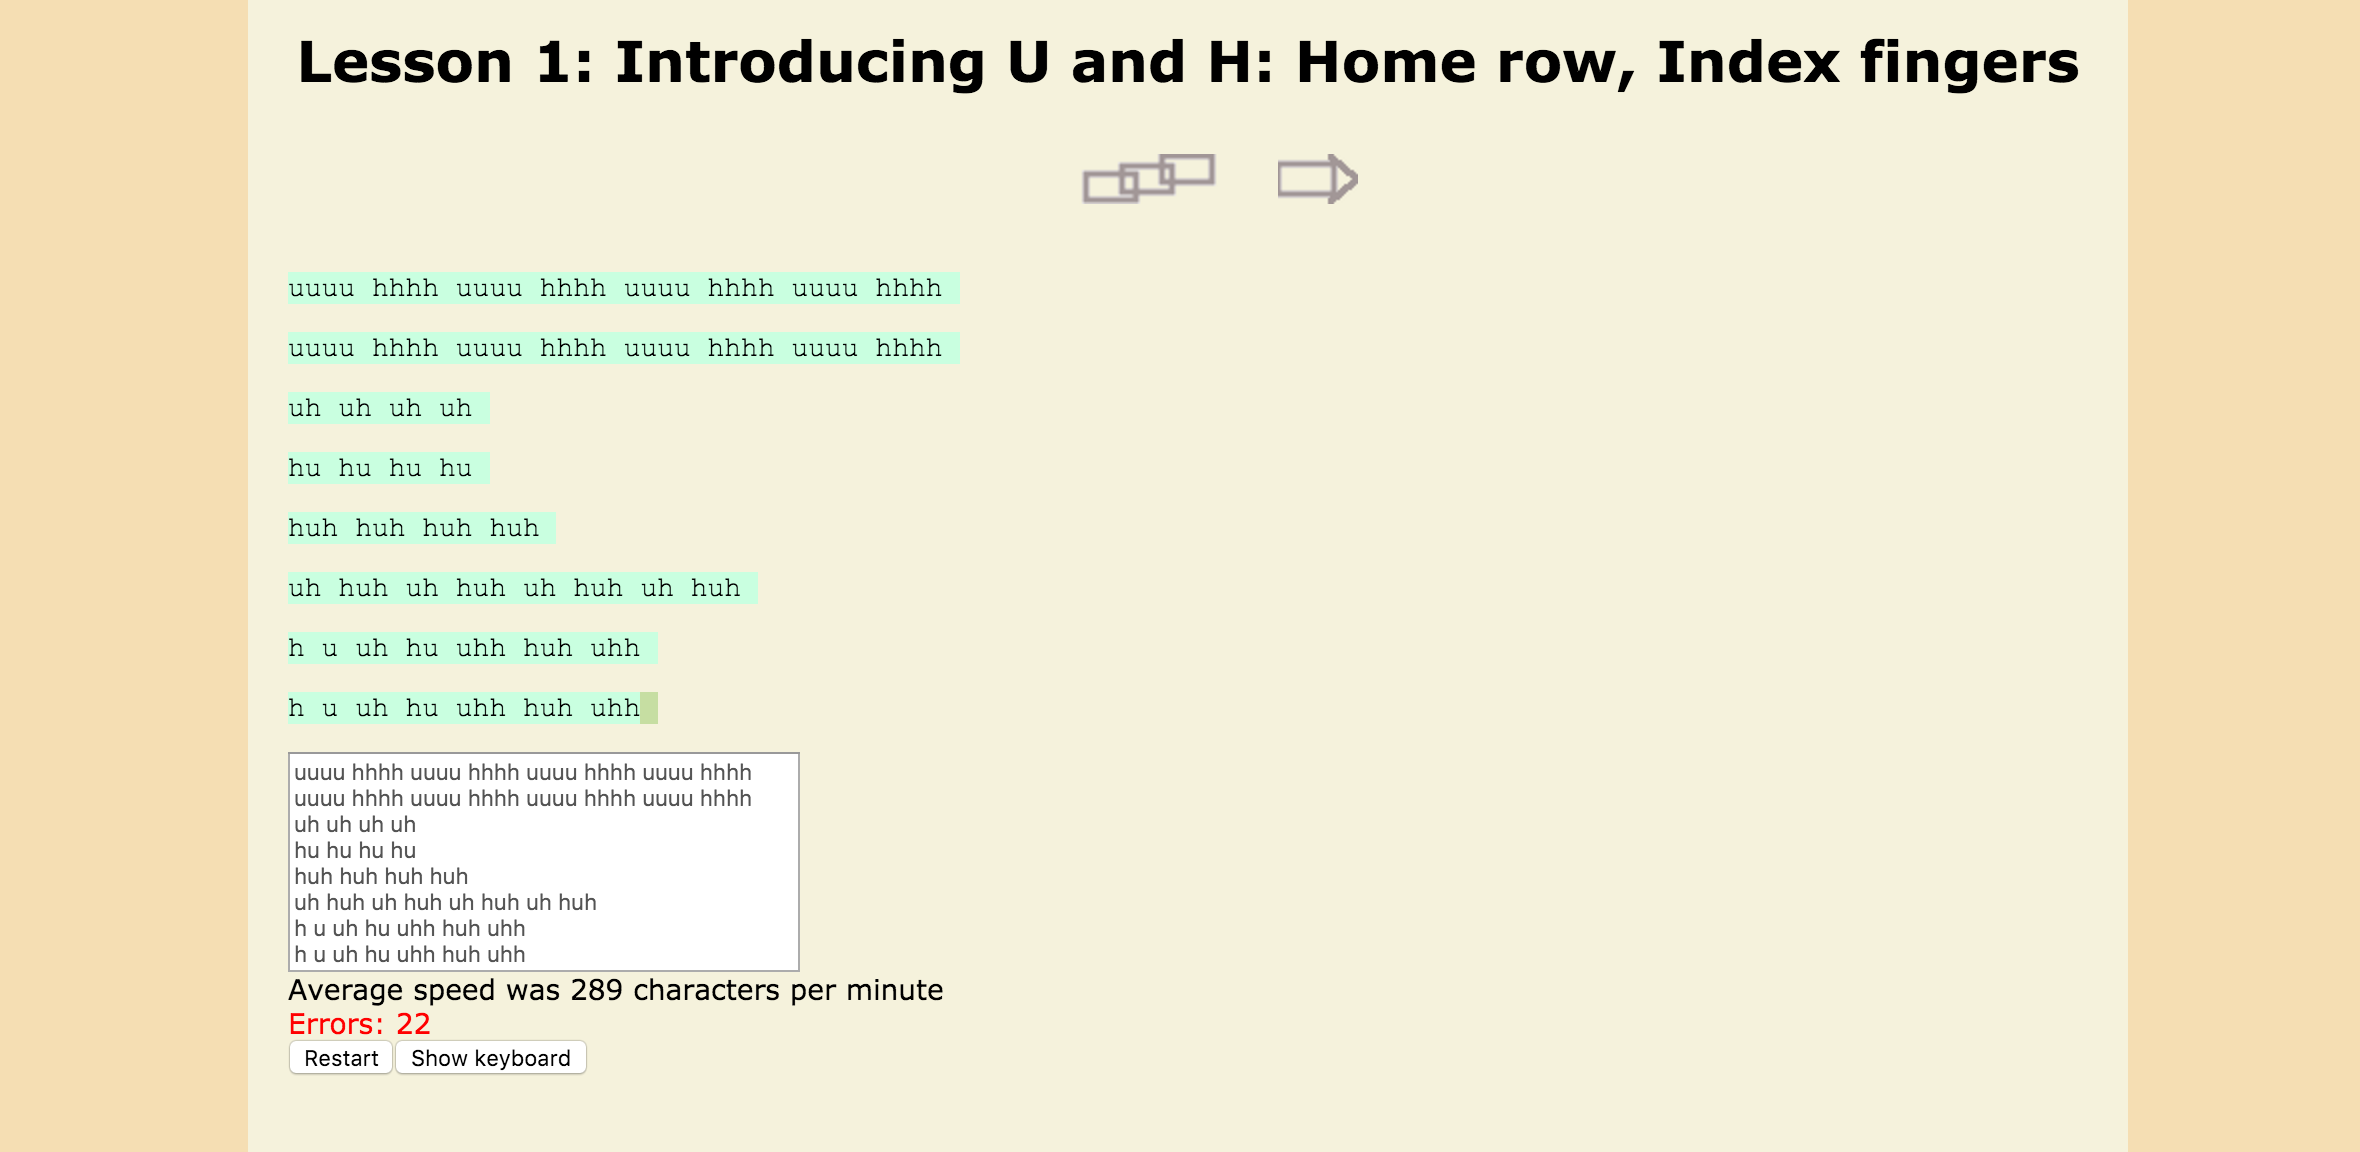 Lesson 1: Introducing U and H: Home row, Index fingers
uuuu hhhh uuuu hhhh uuuu hhhh uuuu hhhh
uuuu hhhh uuuu hhhh uuuu hhhh uuuu hhhh
uh uh uh uh
hu hu hu hu
huh huh huh huh
uh huh uh huh uh huh uh huh
h u uh hu uhh huh uhh
h u uh hu uhh huh uhh
uuuu hhhh uuuu hhhh uuuu hhhh uuuu hhhh
uuuu hhhh uuuu hhhh uuuu hhhh uuuu hhhh
uh uh uh uh
hu hu hu hu
huh huh huh huh
uh huh uh huh uh huh uh huh
h u uh hu uhh huh uhh
h u uh hu uhh huh uhh
Average speed was 289 characters per minute
Errors: 22
Restart Show keyboard